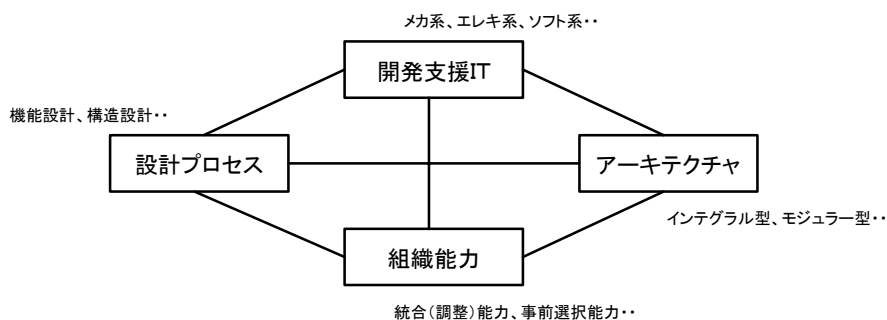 メカ系、エレキ系、ソフト系・・
開発支援IT
機能設計、構造設計・・
設計プロセス
アーキテクチャ
インテグラル型、モジュラー型・・
組織能力
統合(調整)能力、事前選択能力・・